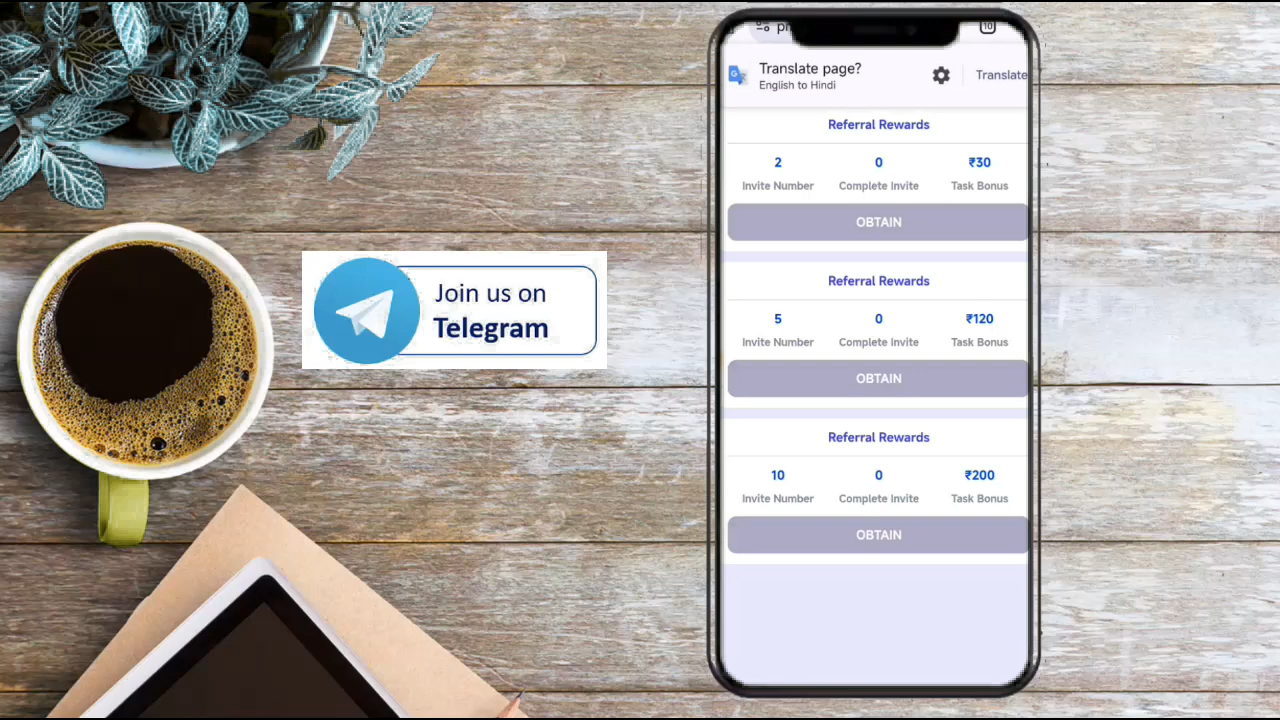 Join us on
Telegram
10
Translate page?
English to Hindi
Translate
Referral Rewards
2 0 ₹30
Invite Number Complete Invite Task Bonus
OBTAIN
Referral Rewards
5 0 ₹120
Invite Number Complete Invite Task Bonus
OBTAIN
Referral Rewards
10 0 ₹200
Invite Number Complete Invite Task Bonus
OBTAIN